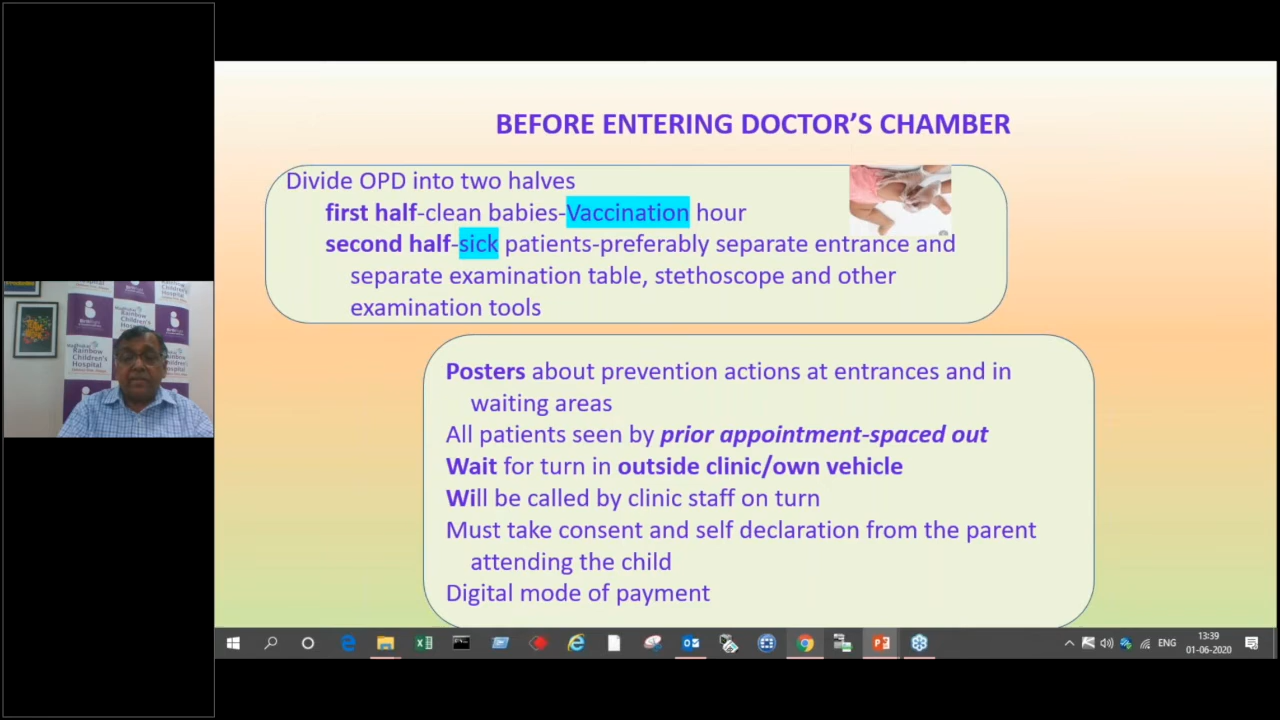 BEFORE ENTERING DOCTOR'S CHAMBER
Divide OPD into two halves
first half-clean babies-Vaccination hour
second half-sick patients-preferably separate entrance and
separate examination table, stethoscope and other
examination tools
Posters about prevention actions at entrances and in
waiting areas
All patients seen by prior appointment-spaced out
Wait for turn in outside clinic/own vehicle
Will be called by clinic staff on turn
Must take consent and self declaration from the parent
attending the child
Digital mode of payment
Rainbow
Children's
Hospital
ENG
13:39
01-06-2020